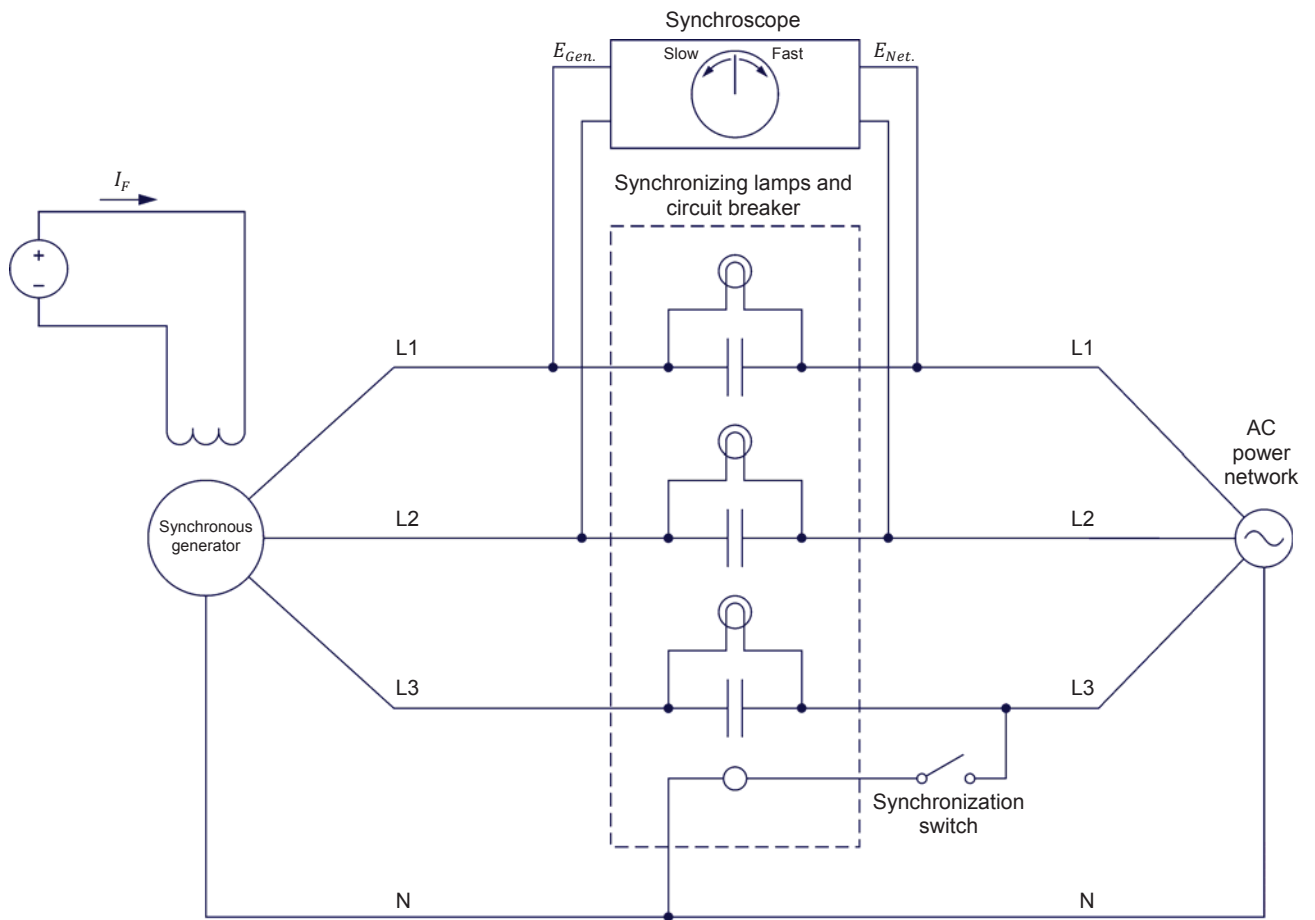 Synchroscope
E_Gen.
Slow
Fast
E_Net.
I_F
Synchronizing lamps and
circuit breaker
+
−
L1
L1
AC
power
network
L2
L2
Synchronous
generator
L3
L3
Synchronization
switch
N
N